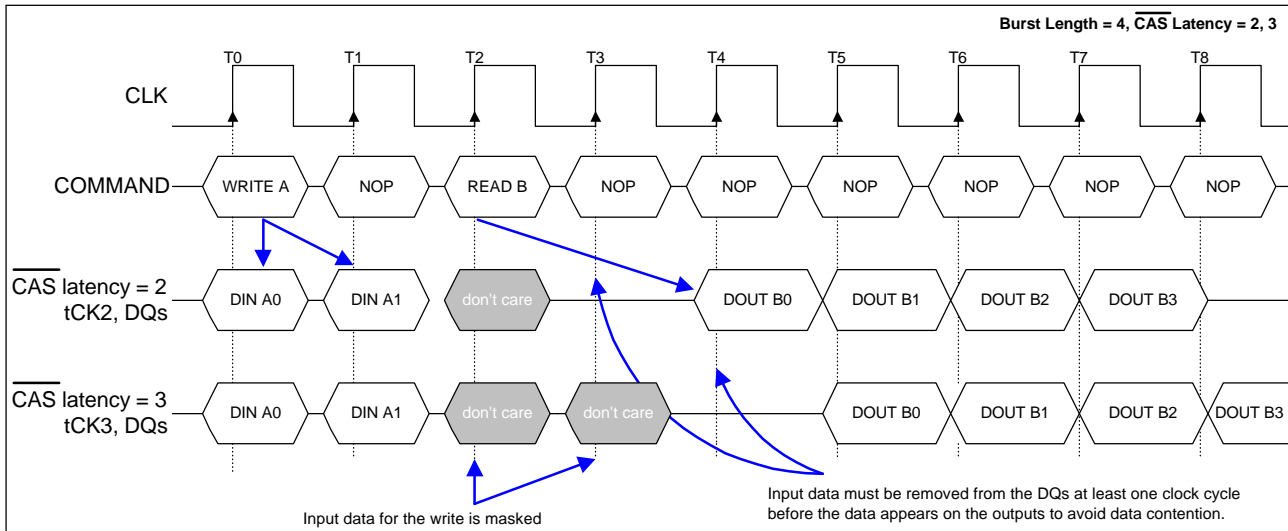 Burst Length = 4, CAS Latency = 2, 3
T0 T1 T2 T3 T4 T5 T6 T7 T8
CLK
COMMAND WRITE A NOP READ B NOP NOP NOP NOP NOP NOP
CAS latency = 2
tCK2, DQs
DIN A0 DIN A1 don't care DOUT B0 DOUT B1 DOUT B2 DOUT B3
CAS latency = 3
tCK3, DQs
DIN A0 DIN A1 don't care don't care DOUT B0 DOUT B1 DOUT B2 DOUT B3
Input data for the write is masked
Input data must be removed from the DQs at least one clock cycle
before the data appears on the outputs to avoid data contention.